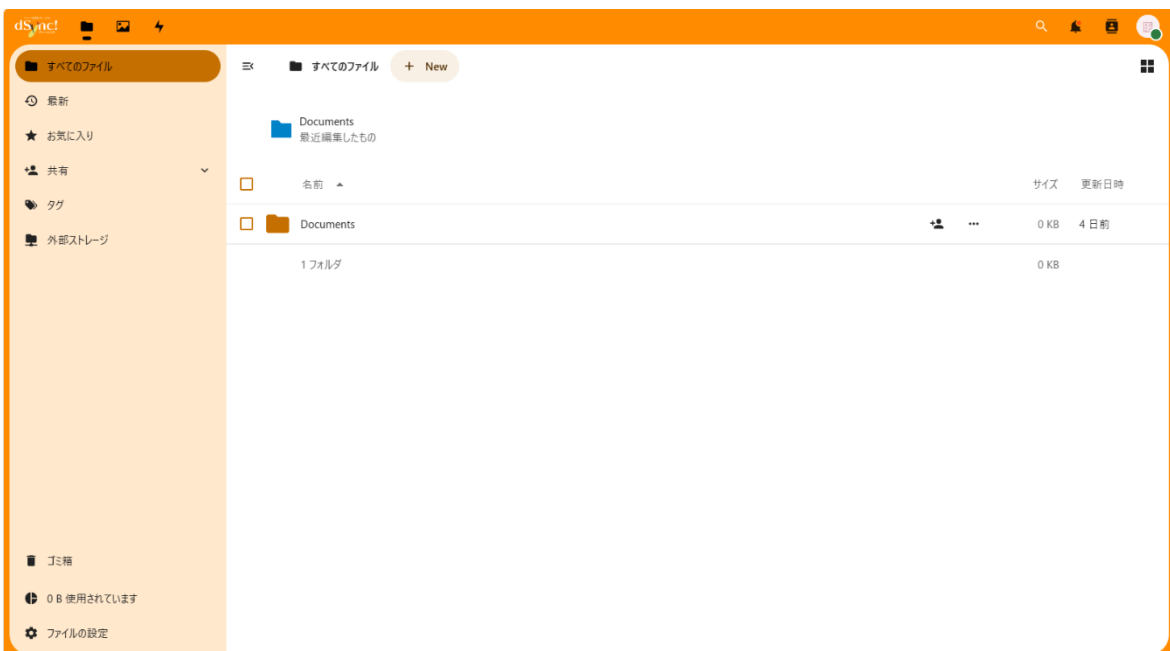 dSync!
すべてのファイル
最新
お気に入り
共有
タグ
外部ストレージ
ゴミ箱
0 B 使用されています
ファイルの設定
すべてのファイル
+ New
Documents
最近編集したもの
名前
サイズ
更新日時
Documents
0 KB
4 日前
1 フォルダ
0 KB